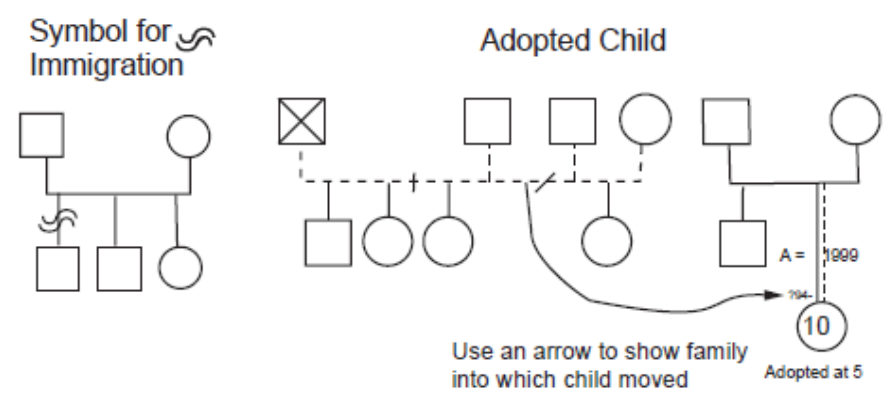 Symbol for
Immigration
Adopted Child
A = 1999
?94-
10
Adopted at 5
Use an arrow to show family
into which child moved